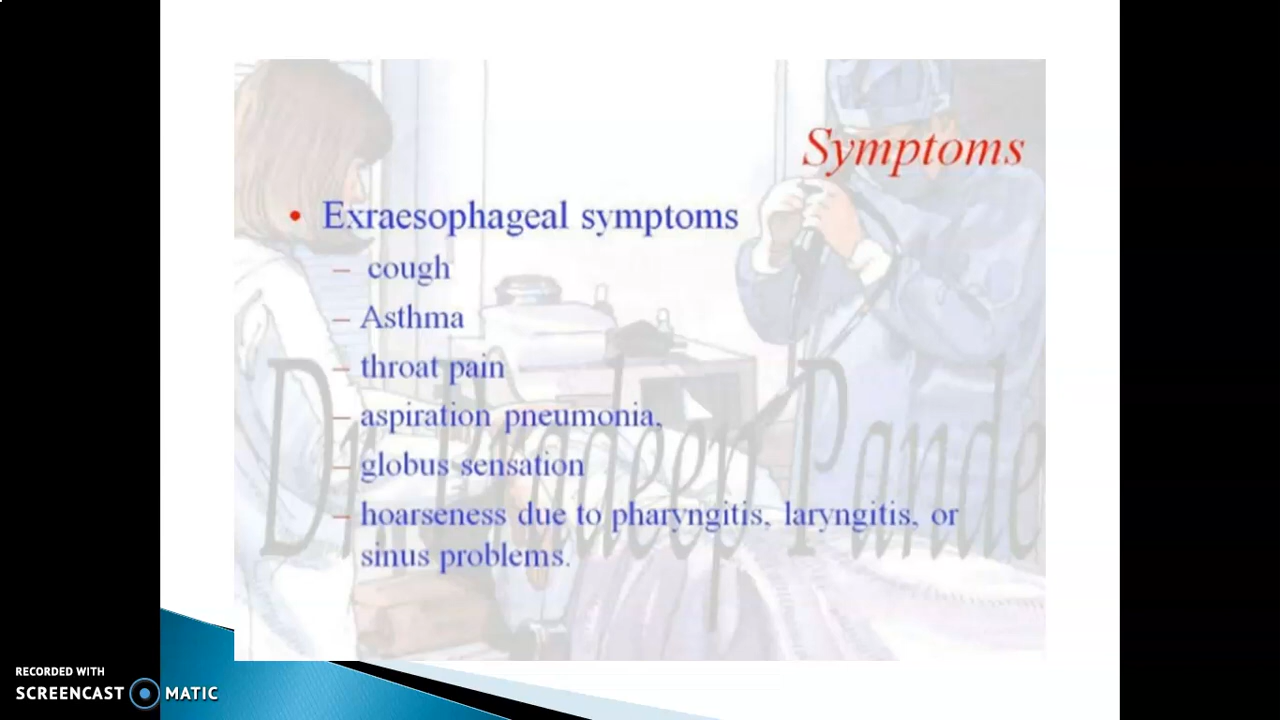 Symptoms
• Exraesophageal symptoms
– cough
– Asthma
– throat pain
– aspiration pneumonia,
– globus sensation
– hoarseness due to pharyngitis, laryngitis, or
sinus problems.
Dr. Pradeep Pande
RECORDED WITH
SCREENCAST MATIC